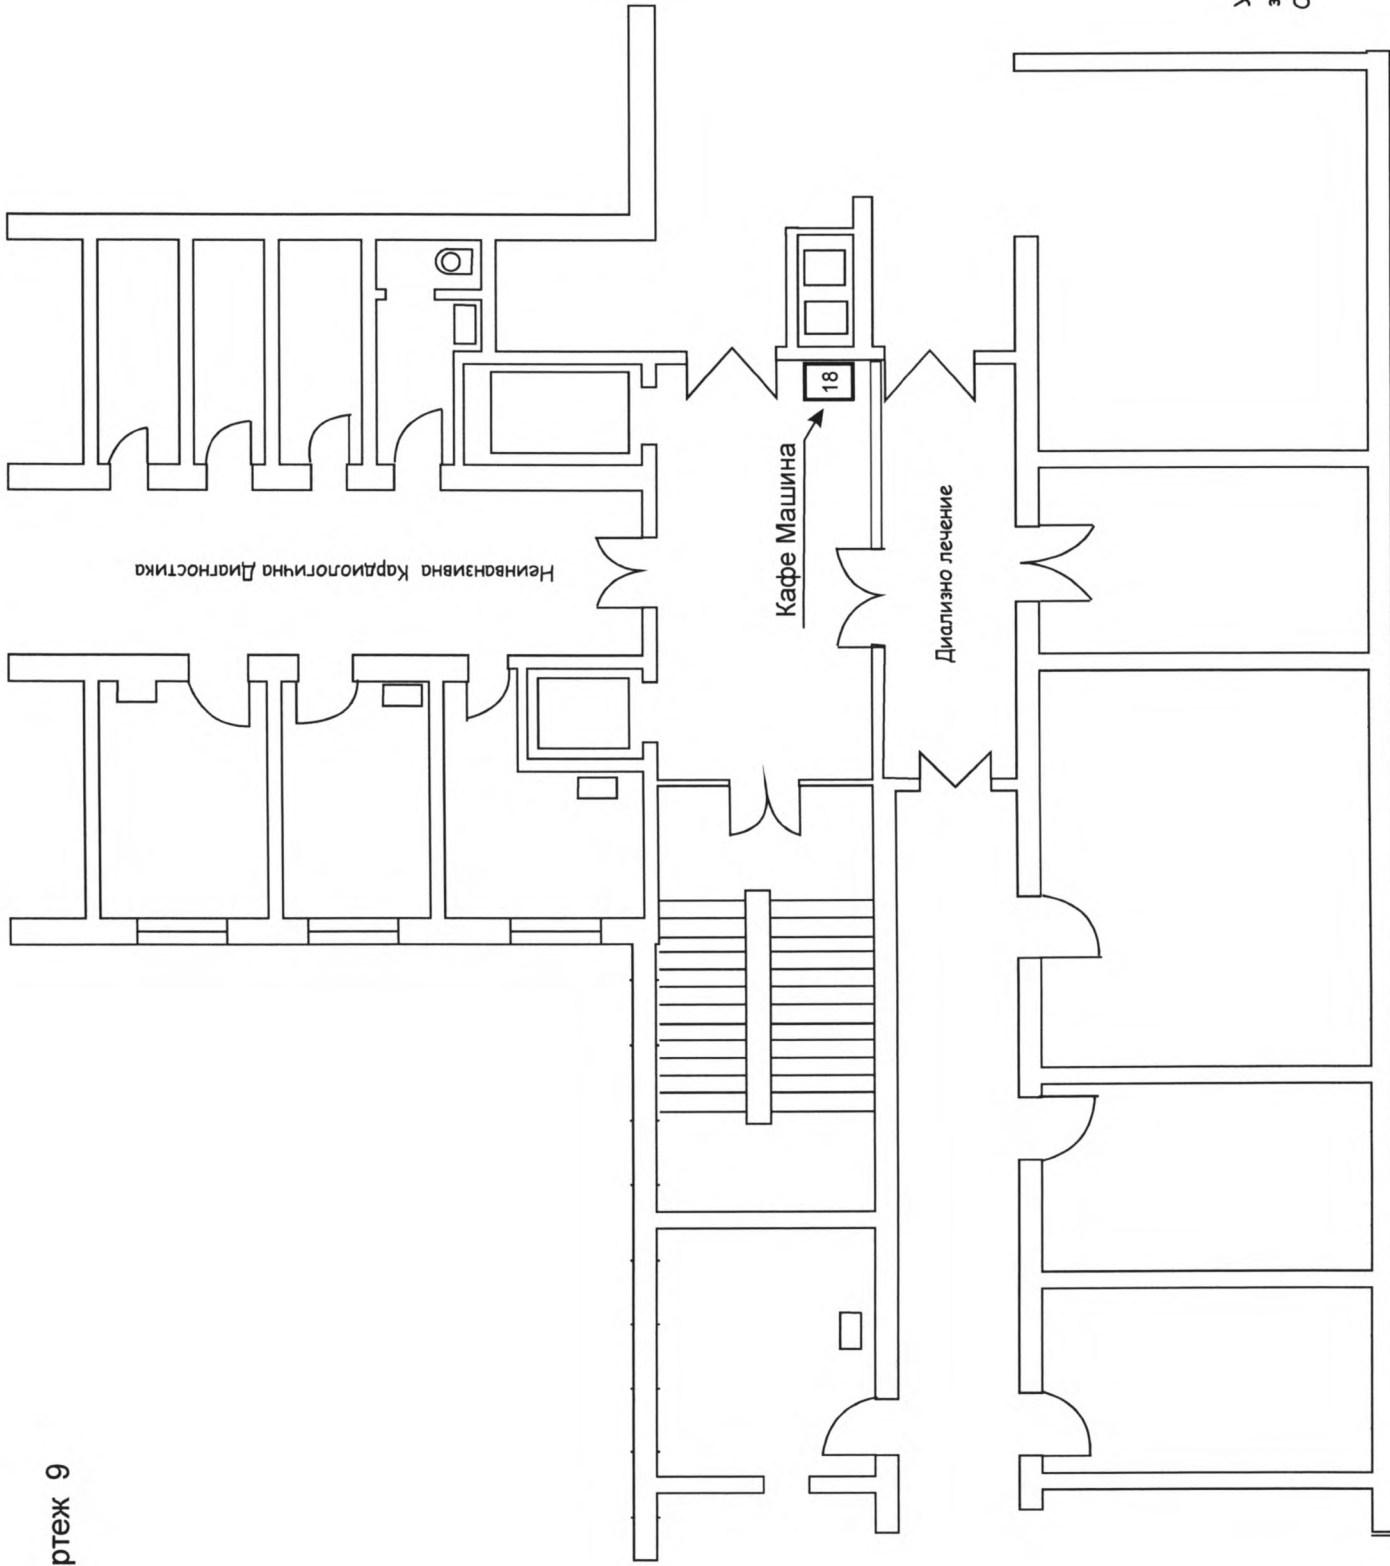 ртеж 9
Неинвазивна Кардиологична Диагностика
Кафе Машина
18
Диализно лечение